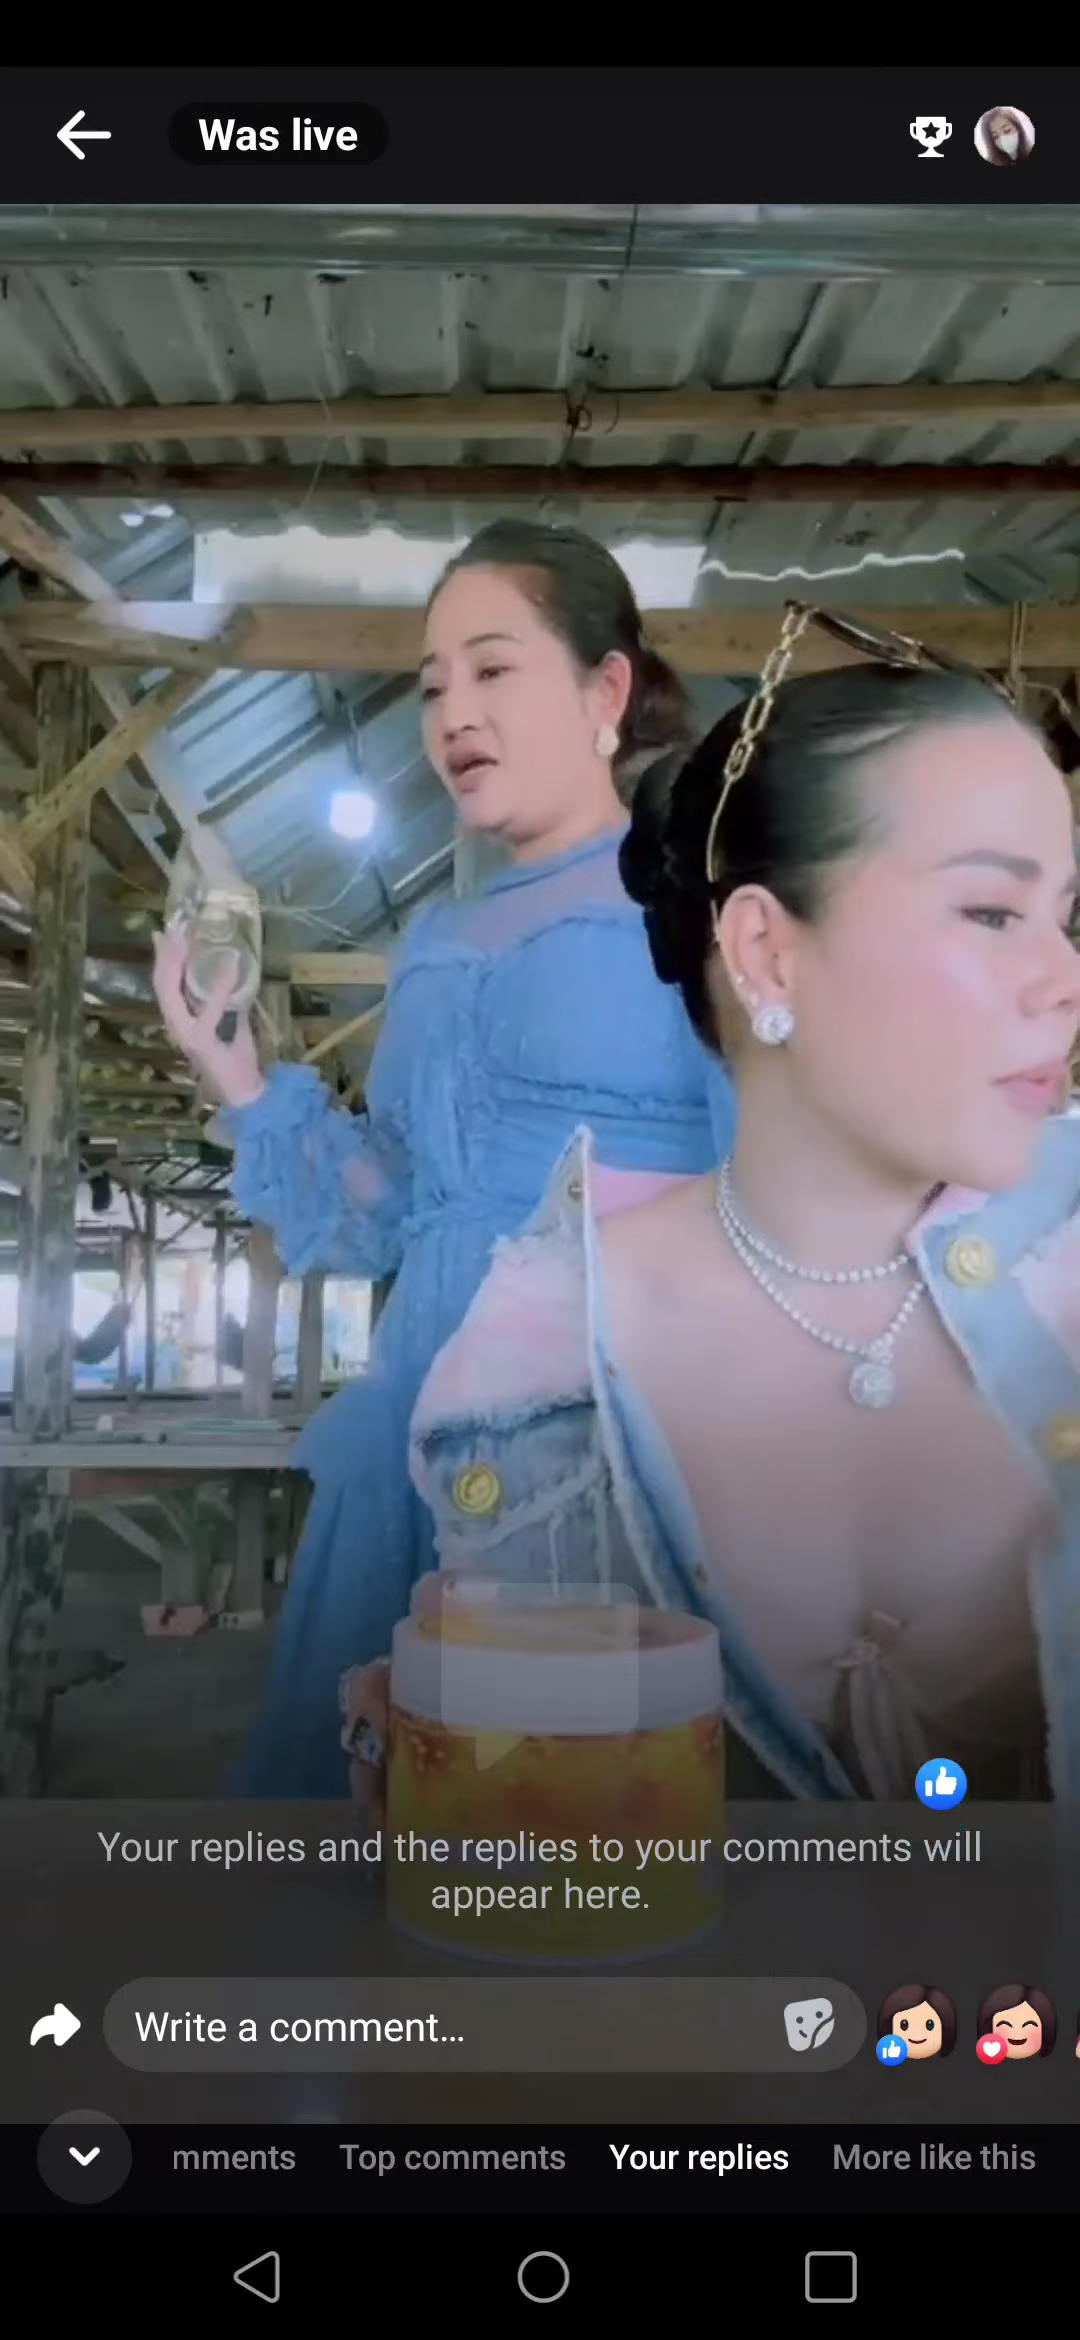 Was live
Your replies and the replies to your comments will
appear here.
Write a comment...
mments
Top comments
Your replies
More like this